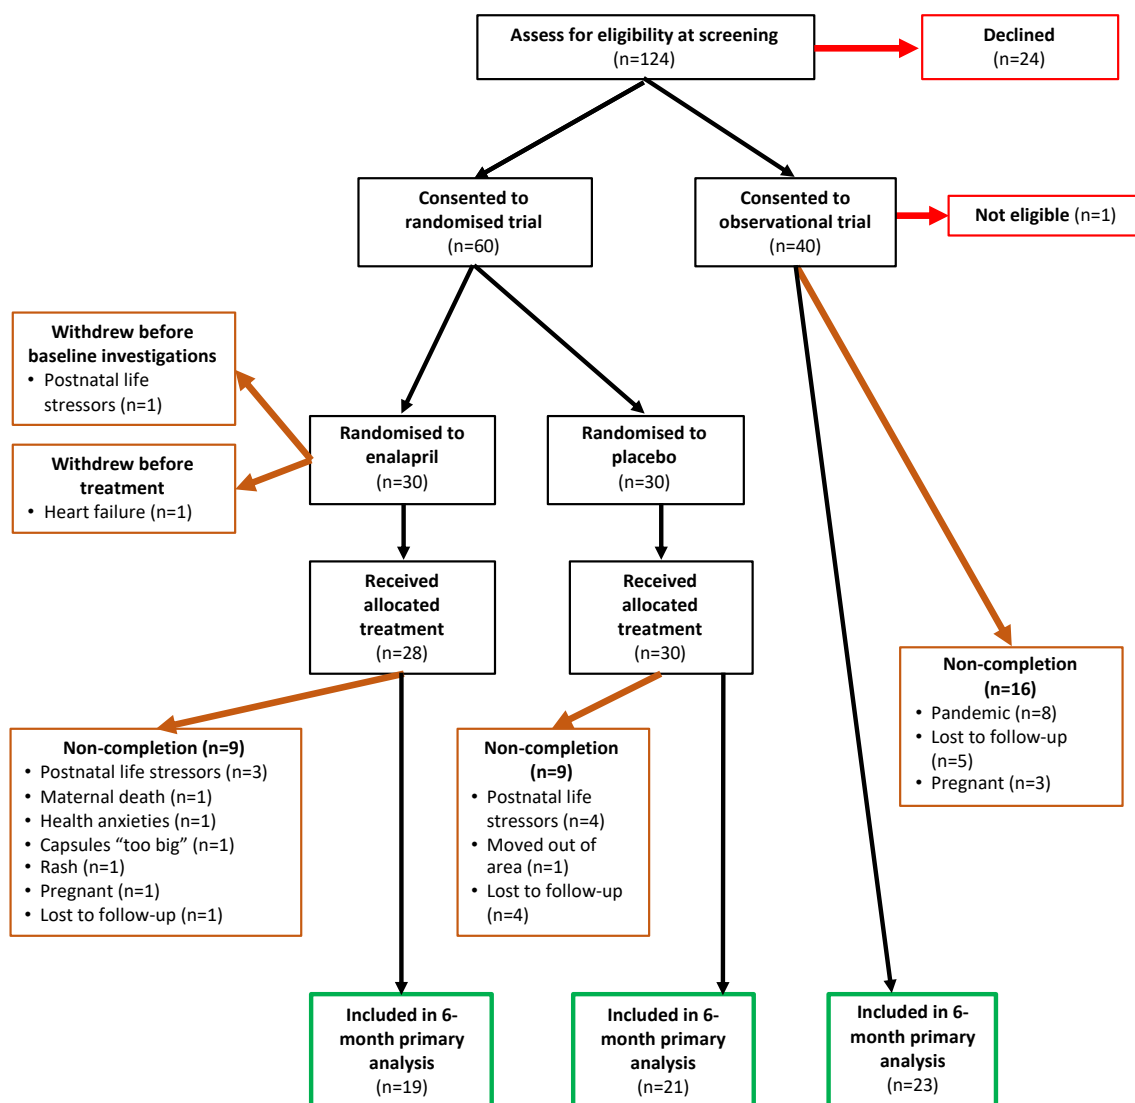 Assess for eligibility at screening
(n=124)
Declined
(n=24)
Consented to
randomised trial
(n=60)
Consented to
observational trial
(n=40)
Not eligible (n=1)
Withdrew before
baseline investigations
• Postnatal life
stressors (n=1)
Withdrew before
treatment
• Heart failure (n=1)
Randomised to
enalapril
(n=30)
Randomised to
placebo
(n=30)
Received
allocated
treatment
(n=28)
Received
allocated
treatment
(n=30)
Non-completion
(n=16)
• Pandemic (n=8)
• Lost to follow-up
(n=5)
• Pregnant (n=3)
Non-completion (n=9)
• Postnatal life stressors (n=3)
• Maternal death (n=1)
• Health anxieties (n=1)
• Capsules “too big” (n=1)
• Rash (n=1)
• Pregnant (n=1)
• Lost to follow-up (n=1)
Non-completion
(n=9)
• Postnatal life
stressors (n=4)
• Moved out of
area (n=1)
• Lost to follow-up
(n=4)
Included in 6-
month primary
analysis
(n=19)
Included in 6-
month primary
analysis
(n=21)
Included in 6-
month primary
analysis
(n=23)